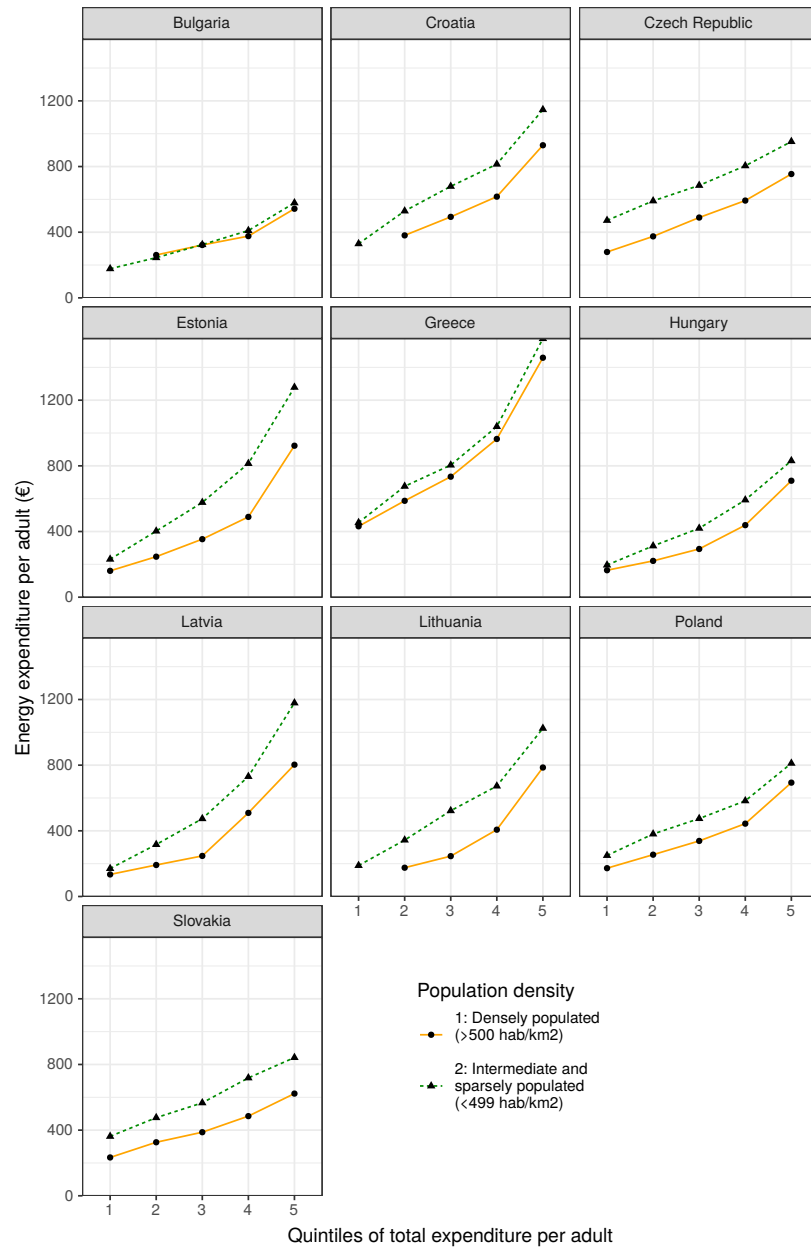 Bulgaria
Croatia
Czech Republic
1200
800
400
0
Estonia
Greece
Hungary
1200
800
400
0
Energy expenditure per adult (€)
Latvia
Lithuania
Poland
1200
800
400
0
1 2 3 4 5
1 2 3 4 5
Slovakia
1200
800
400
0
1 2 3 4 5
Population density
1: Densely populated
(>500 hab/km2)
2: Intermediate and
sparsely populated
(<499 hab/km2)
Quintiles of total expenditure per adult